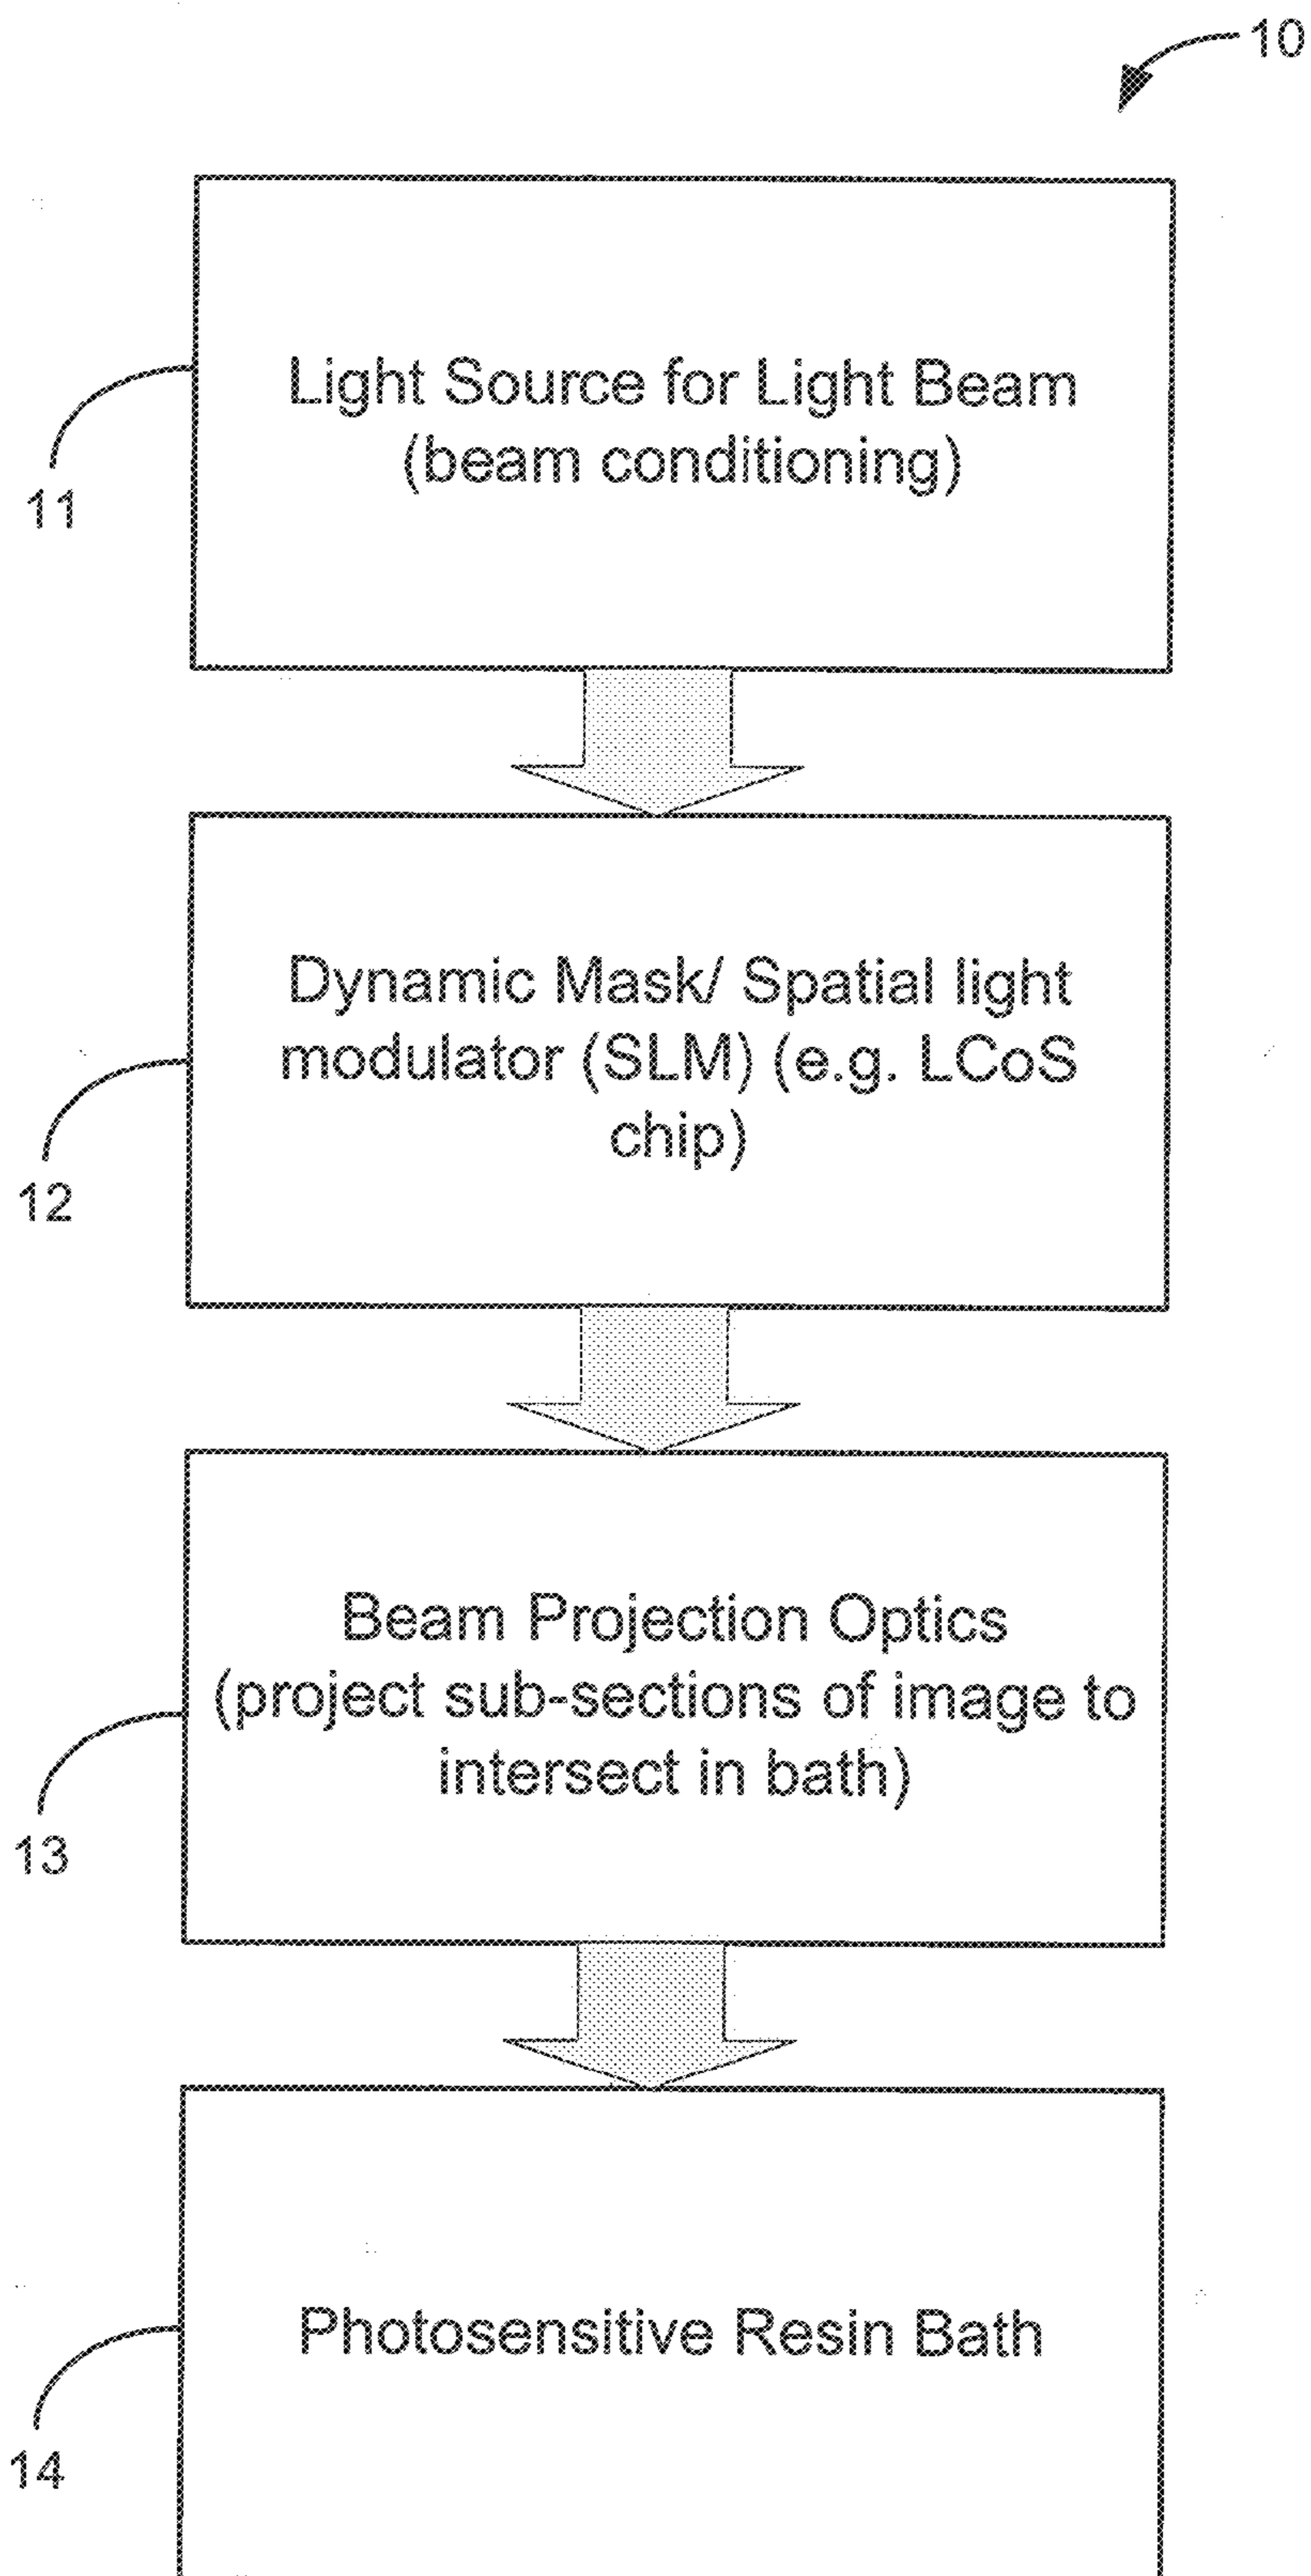 10
Light Source for Light Beam
(beam conditioning)
11
Dynamic Mask/ Spatial light
modulator (SLM) (e.g. LCoS
chip)
12
Beam Projection Optics
(project sub-sections of image to
intersect in bath)
13
Photosensitive Resin Bath
14